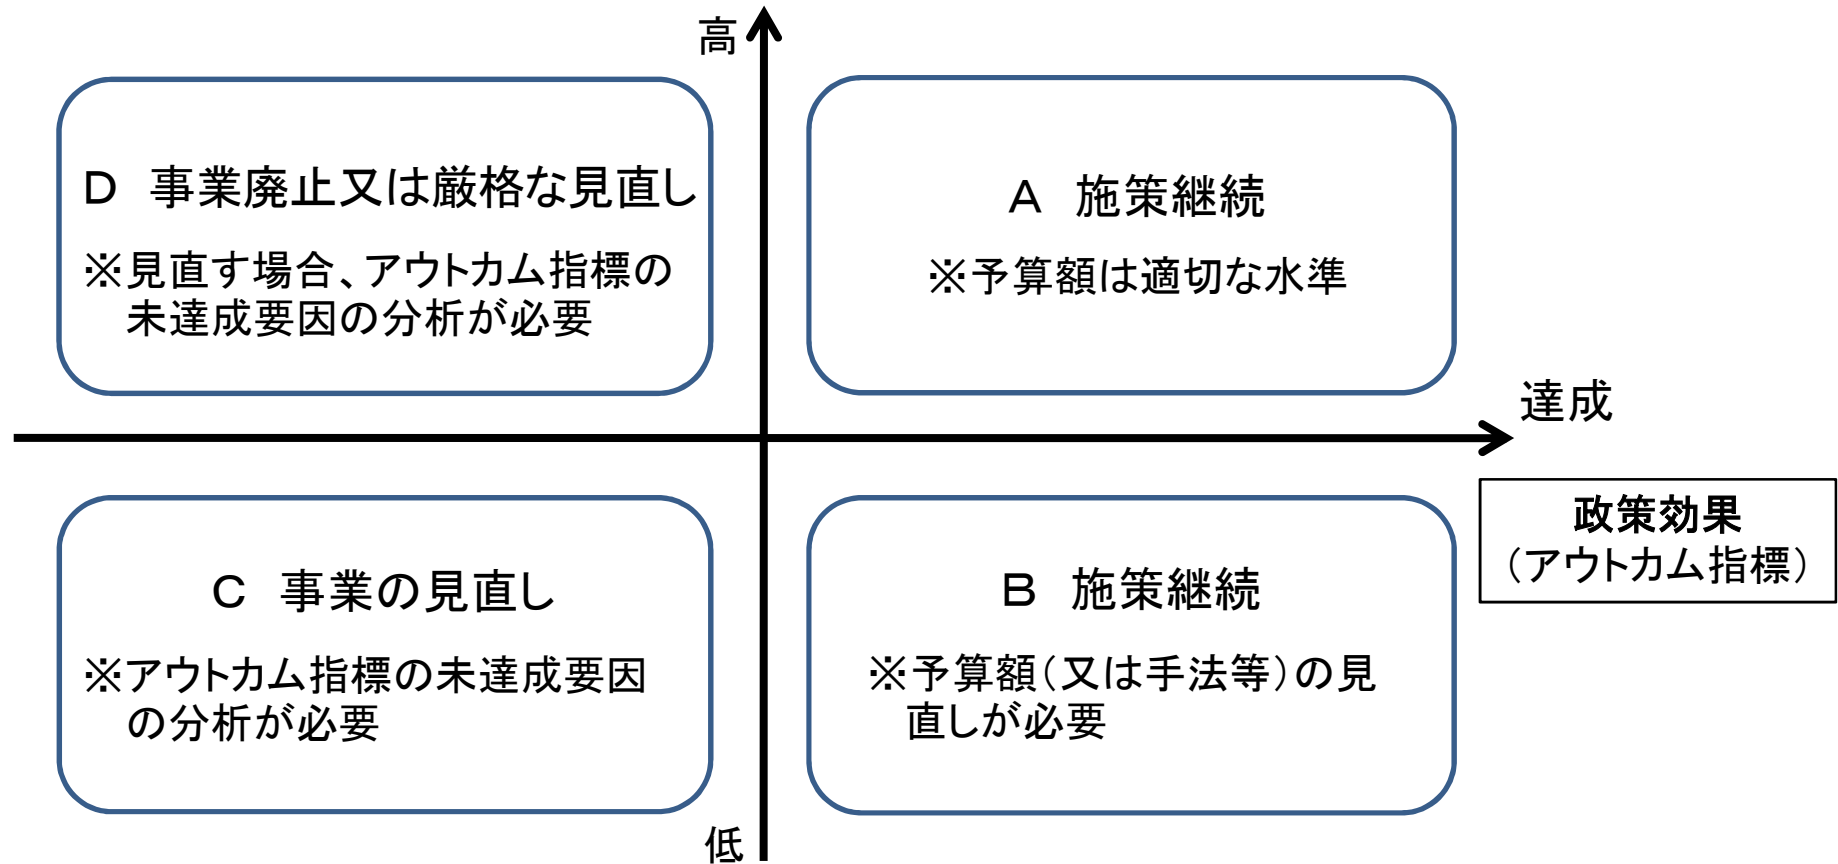 高
D 事業廃止又は厳格な見直し
※見直す場合、アウトカム指標の
未達成要因の分析が必要
A 施策継続
※予算額は適切な水準
達成
政策効果
（アウトカム指標）
C 事業の見直し
※アウトカム指標の未達成要因
の分析が必要
B 施策継続
※予算額（又は手法等）の見
直しが必要
低